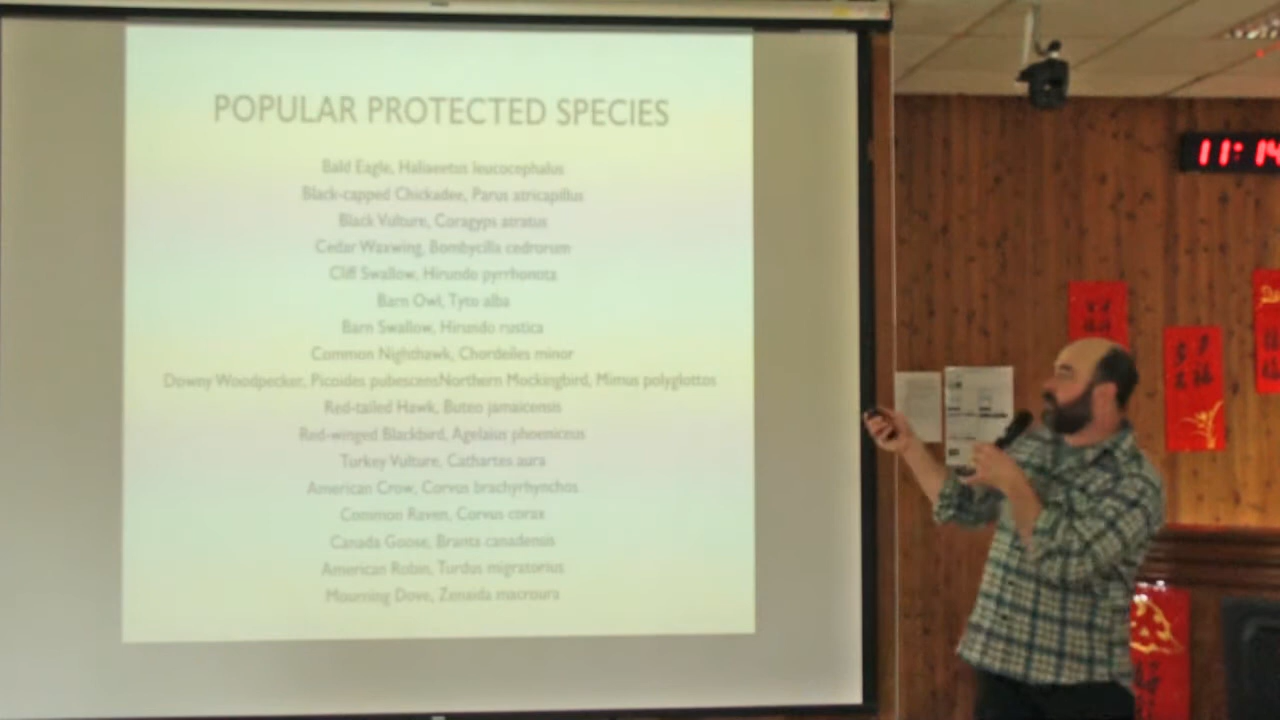 POPULAR PROTECTED SPECIES
Bald Eagle, Haliaeetus leucocephalus
Black-capped Chickadee, Parus atricapillus
Black Vulture, Coragyps atratus
Cedar Waxwing, Bombycilla cedrorum
Cliff Swallow, Hirundo pyrrhonota
Barn Owl, Tyto alba
Barn Swallow, Hirundo rustica
Common Nighthawk, Chordeiles minor
Downy Woodpecker, Picoides pubescensNorthern Mockingbird, Mimus polyglottos
Red-tailed Hawk, Buteo jamaicensis
Red-winged Blackbird, Agelaius phoeniceus
Turkey Vulture, Cathartes aura
American Crow, Corvus brachyrhynchos
Common Raven, Corvus corax
Canada Goose, Branta canadensis
American Robin, Turdus migratorius
Mourning Dove, Zenaida macroura
11:14